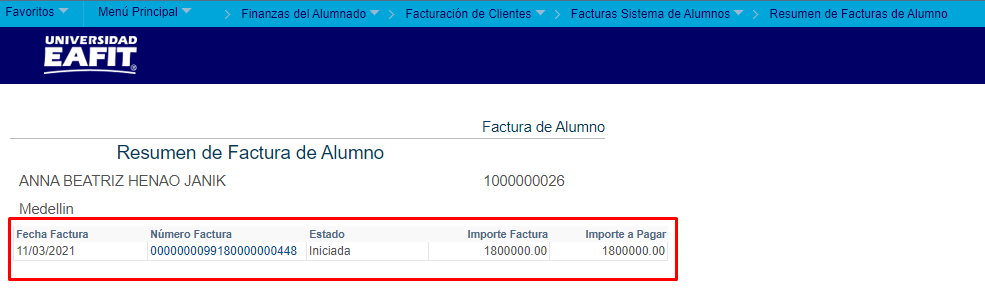 Favoritos Menú Principal Finanzas del Alumnado Facturación de Clientes Facturas Sistema de Alumnos Resumen de Facturas de Alumno
UNIVERSIDAD
EAFIT®
Factura de Alumno
Resumen de Factura de Alumno
ANNA BEATRIZ HENAO JANIK 1000000026
Medellin
Fecha Factura Número Factura Estado Importe Factura Importe a Pagar
11/03/2021 0000000099180000000448 Iniciada 1800000.00 1800000.00